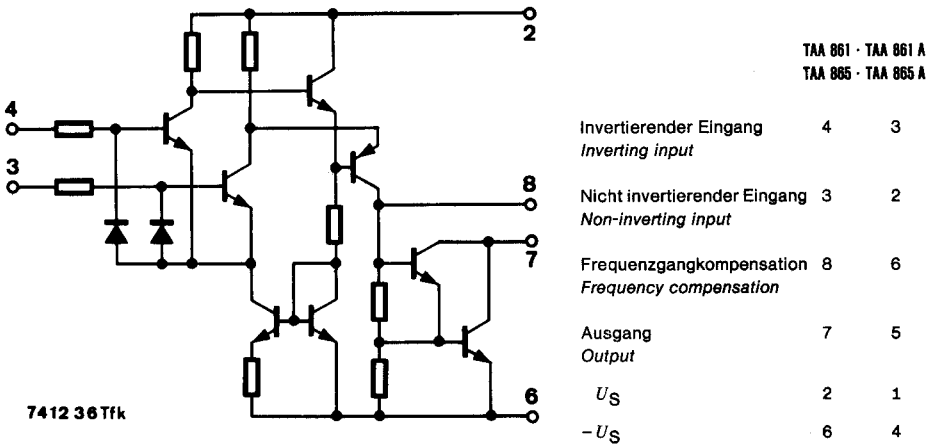 2
TAA 861 · TAA 861 A
TAA 865 · TAA 865 A
4
3
Invertierender Eingang 4 3
Inverting input
8
Nicht invertierender Eingang 3 2
Non-inverting input
7
Frequenzgangkompensation 8 6
Frequency compensation
Ausgang 7 5
Output
6
7412 36 Tfk
US 2 1
-US 6 4